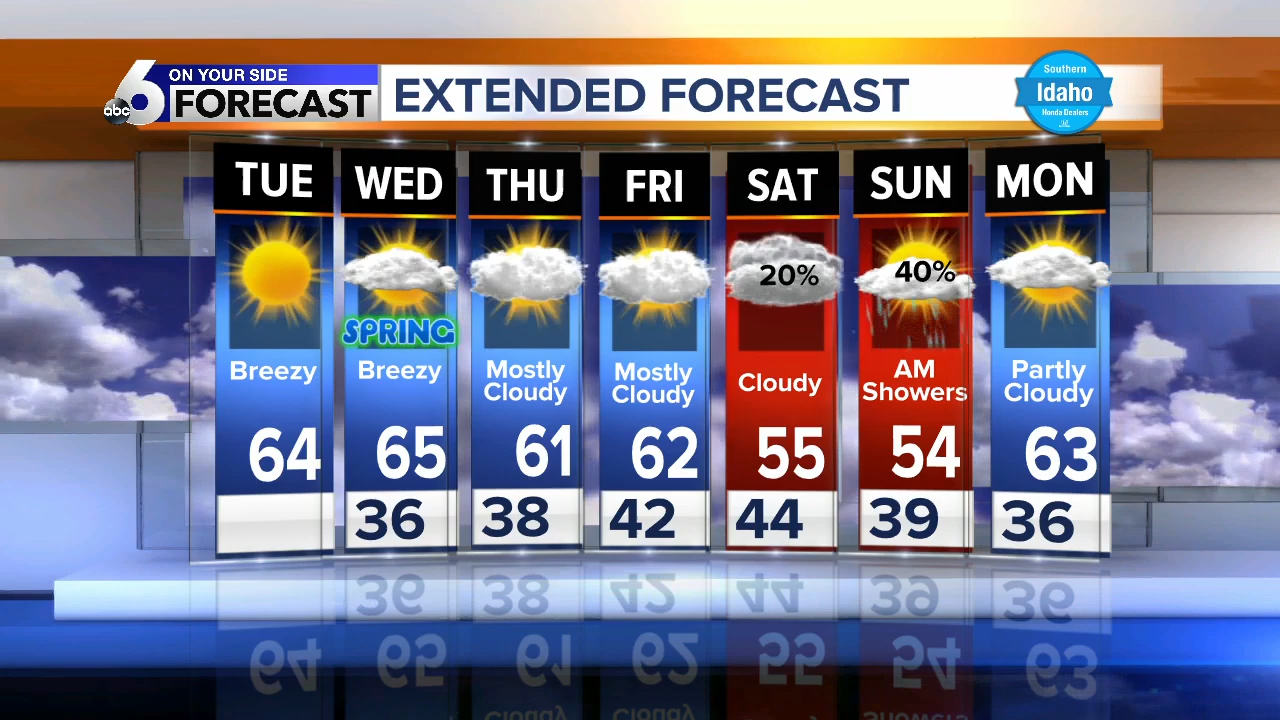 abc 6
ON YOUR SIDE
FORECAST
EXTENDED FORECAST
Southern
Idaho
Honda Dealers
TUE
Breezy
64
WED
SPRING
Breezy
65
36
THU
Mostly
Cloudy
61
38
FRI
Mostly
Cloudy
62
42
SAT
20%
Cloudy
55
44
SUN
40%
AM
Showers
54
39
MON
Partly
Cloudy
63
36